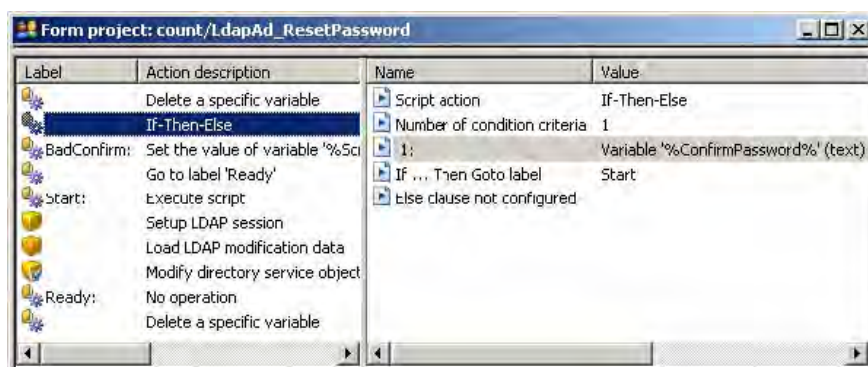 Form project: count/LdapAd_ResetPassword
Label Action description
Delete a specific variable
If-Then-Else
BadConfirm: Set the value of variable '%Scr
Go to label 'Ready'
Start: Execute script
Setup LDAP session
Load LDAP modification data
Modify directory service object
Ready: No operation
Delete a specific variable
Name Value
Script action If-Then-Else
Number of condition criteria 1
1: Variable '%ConfirmPassword%' (text)
If ... Then Goto label Start
Else clause not configured